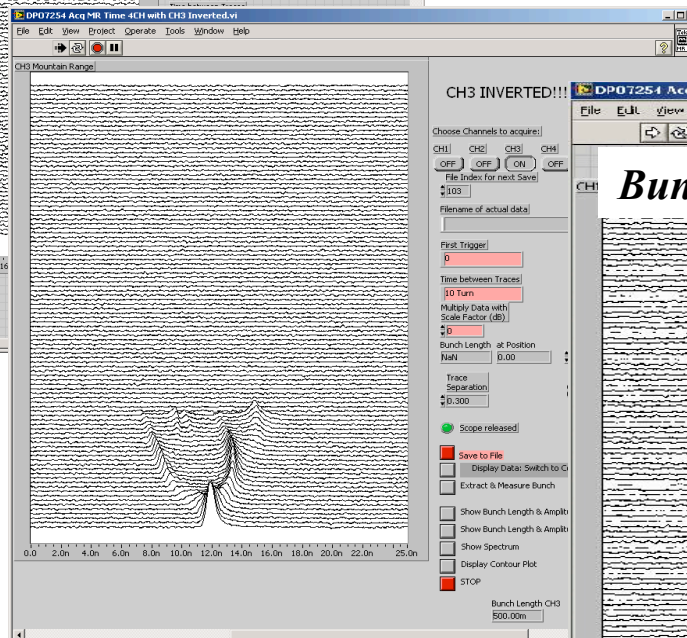 Time between Traces
DPO7254 Acq MR Time 4CH with CH3 Inverted.vi
File Edit View Project Operate Tools Window Help
CH3 Mountain Range
CH3 INVERTED!!!
Choose Channels to acquire:
CH1 CH2 CH3 CH4
OFF OFF ON OFF
File Index for next Save
103
Filename of actual data
First Trigger
0
Time between Traces
10 Turn
Multiply Data with
Scale Factor (dB)
0
Bunch Length at Position
NaN 0.00
Trace
Separation
0.300
Scope released
Save to File
Display Data: Switch to C
Extract & Measure Bunch
Show Bunch Length & Amplit
Show Bunch Length & Amplit
Show Spectrum
Display Contour Plot
STOP
Bunch Length CH3
500.00m
0.0 2.0n 4.0n 6.0n 8.0n 10.0n 12.0n 14.0n 16.0n 18.0n 20.0n 22.0n 25.0n
DPO7254 Ac
File Edit View
CH1
Bun
16